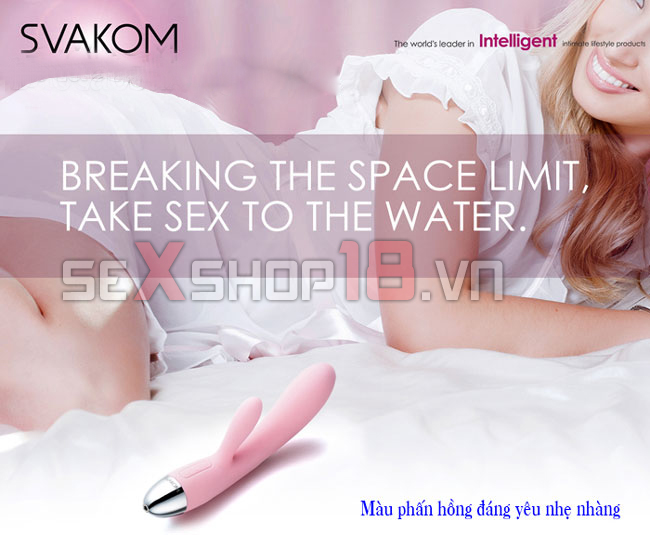 SVAKOM
The world's leader in Intelligent intimate lifestyle products
BREAKING THE SPACE LIMIT,
TAKE SEX TO THE WATER.
seXshop18.vn
Màu phấn hồng đáng yêu nhẹ nhàng